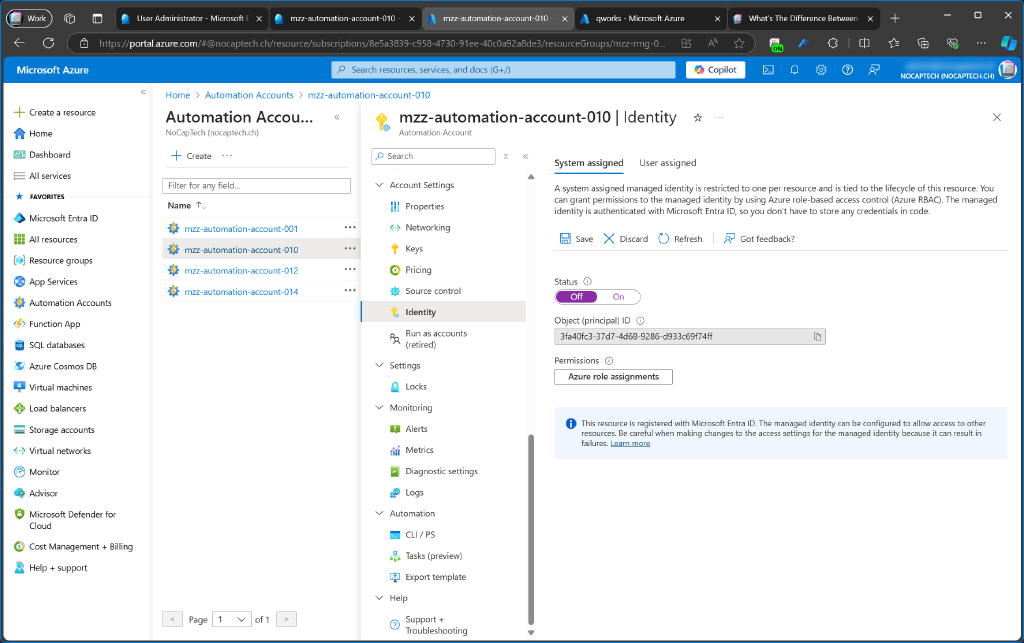 Work
User Administrator - Microsoft E
mzz-automation-account-010 -
mzz-automation-account-010 -
qworks - Microsoft Azure
What's The Difference Between
https://portal.azure.com/#@nocaptech.ch/resource/subscriptions/8e5a3839-c958-4730-91ee-40c0a92a8de3/resourceGroups/mzz-rmg-0...
ON
Microsoft Azure
Search resources, services, and docs (G+/)
Copilot
NOCAPTECH (NOCAPTECH.CH)
Create a resource
Home
Dashboard
All services
FAVORITES
Microsoft Entra ID
All resources
Resource groups
App Services
Automation Accounts
Function App
SQL databases
Azure Cosmos DB
Virtual machines
Load balancers
Storage accounts
Virtual networks
Monitor
Advisor
Microsoft Defender for
Cloud
Cost Management + Billing
Help + support
Home > Automation Accounts > mzz-automation-account-010
Automation Accou...
NoCapTech (nocaptech.ch)
Create
Filter for any field...
Name
mzz-automation-account-001
mzz-automation-account-010
mzz-automation-account-012
mzz-automation-account-014
< Page 1 of 1 >
mzz-automation-account-010 | Identity
Automation Account
Search
Account Settings
Properties
Networking
Keys
Pricing
Source control
Identity
Run as accounts
(retired)
Settings
Locks
Monitoring
Alerts
Metrics
Diagnostic settings
Logs
Automation
CLI / PS
Tasks (preview)
Export template
Help
Support +
Troubleshooting
System assigned User assigned
A system assigned managed identity is restricted to one per resource and is tied to the lifecycle of this resource. You
can grant permissions to the managed identity by using Azure role-based access control (Azure RBAC). The managed
identity is authenticated with Microsoft Entra ID, so you don't have to store any credentials in code.
Save Discard Refresh Got feedback?
Status
Off On
Object (principal) ID
3fa40fc3-37d7-4d68-9286-d933c69f74ff
Permissions
Azure role assignments
This resource is registered with Microsoft Entra ID. The managed identity can be configured to allow access to other
resources. Be careful when making changes to the access settings for the managed identity because it can result in
failures. Learn more